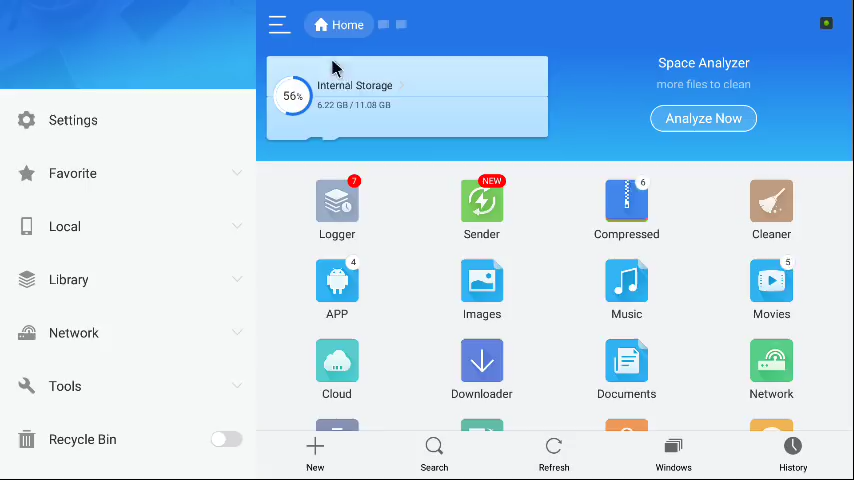 Home
Internal Storage
56%
6.22 GB / 11.08 GB
Space Analyzer
more files to clean
Analyze Now
Settings
Favorite
Local
Library
Network
Tools
Recycle Bin
7
NEW
6
Logger
Sender
Compressed
Cleaner
4
5
APP
Images
Music
Movies
Cloud
Downloader
Documents
Network
New
Search
Refresh
Windows
History